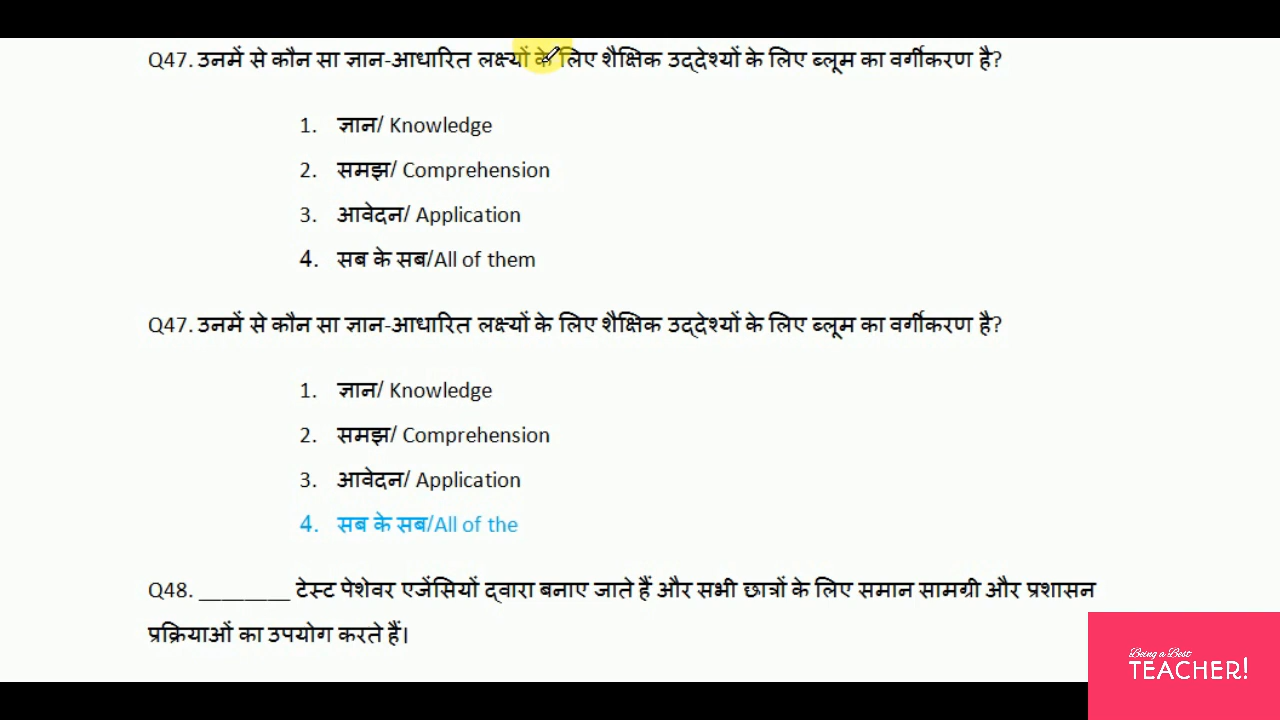 Q47. उनमें से कौन सा ज्ञान-आधारित लक्ष्यों के लिए शैक्षिक उद्देश्यों के लिए ब्लूम का वर्गीकरण है?
1. ज्ञान/ Knowledge
2. समझ/ Comprehension
3. आवेदन/ Application
4. सब के सब/All of them
Q47. उनमें से कौन सा ज्ञान-आधारित लक्ष्यों के लिए शैक्षिक उद्देश्यों के लिए ब्लूम का वर्गीकरण है?
1. ज्ञान/ Knowledge
2. समझ/ Comprehension
3. आवेदन/ Application
4. सब के सब/All of the
Q48. _________ टेस्ट पेशेवर एजेंसियों द्वारा बनाए जाते हैं और सभी छात्रों के लिए समान सामग्री और प्रशासन
प्रक्रियाओं का उपयोग करते हैं।
Being a Best
TEACHER!